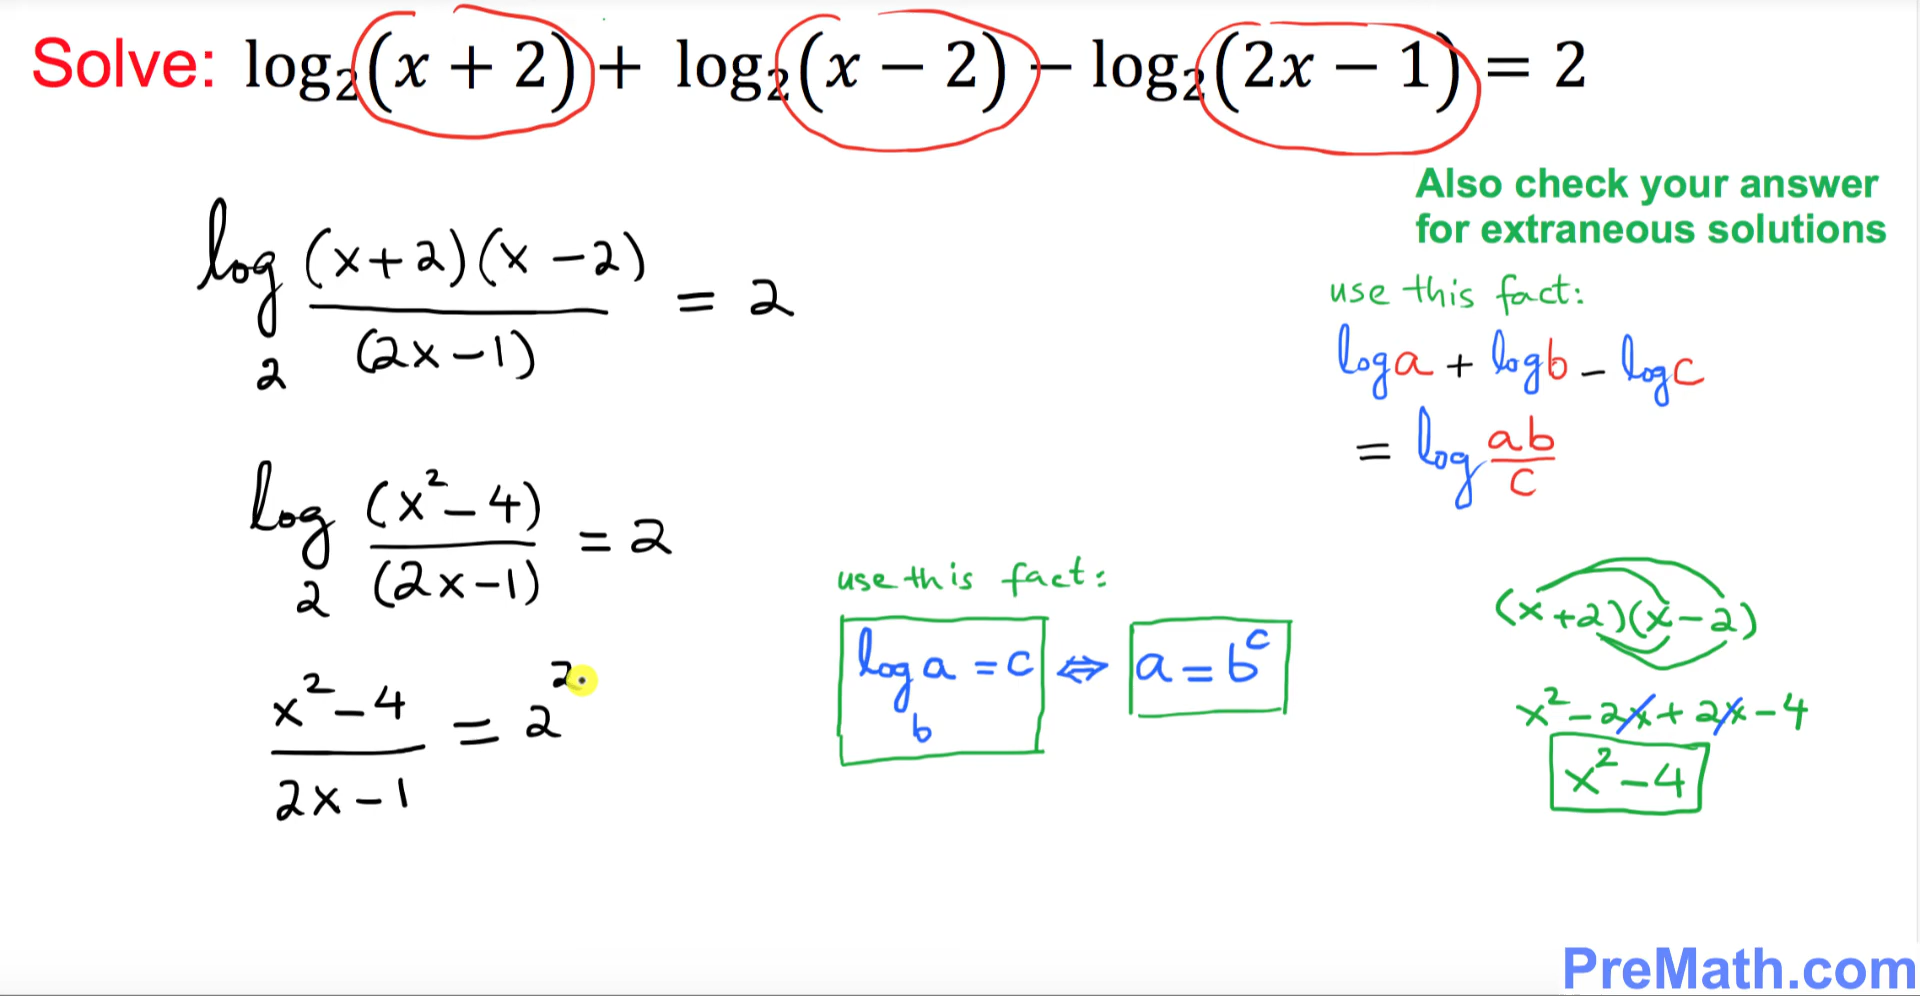 Solve: log₂(x + 2) + log₂(x − 2) − log₂(2x − 1) = 2
Also check your answer
for extraneous solutions
log₂ (x+2)(x−2)/(2x−1) = 2
use this fact:
log a + log b − log c
= log ab/c
log₂ (x²−4)/(2x−1) = 2
use this fact:
log_b a = c ⇔ a = b^c
(x+2)(x−2)
x²−2x+2x−4
x²−4
x²−4/2x−1 = 2²
PreMath.com